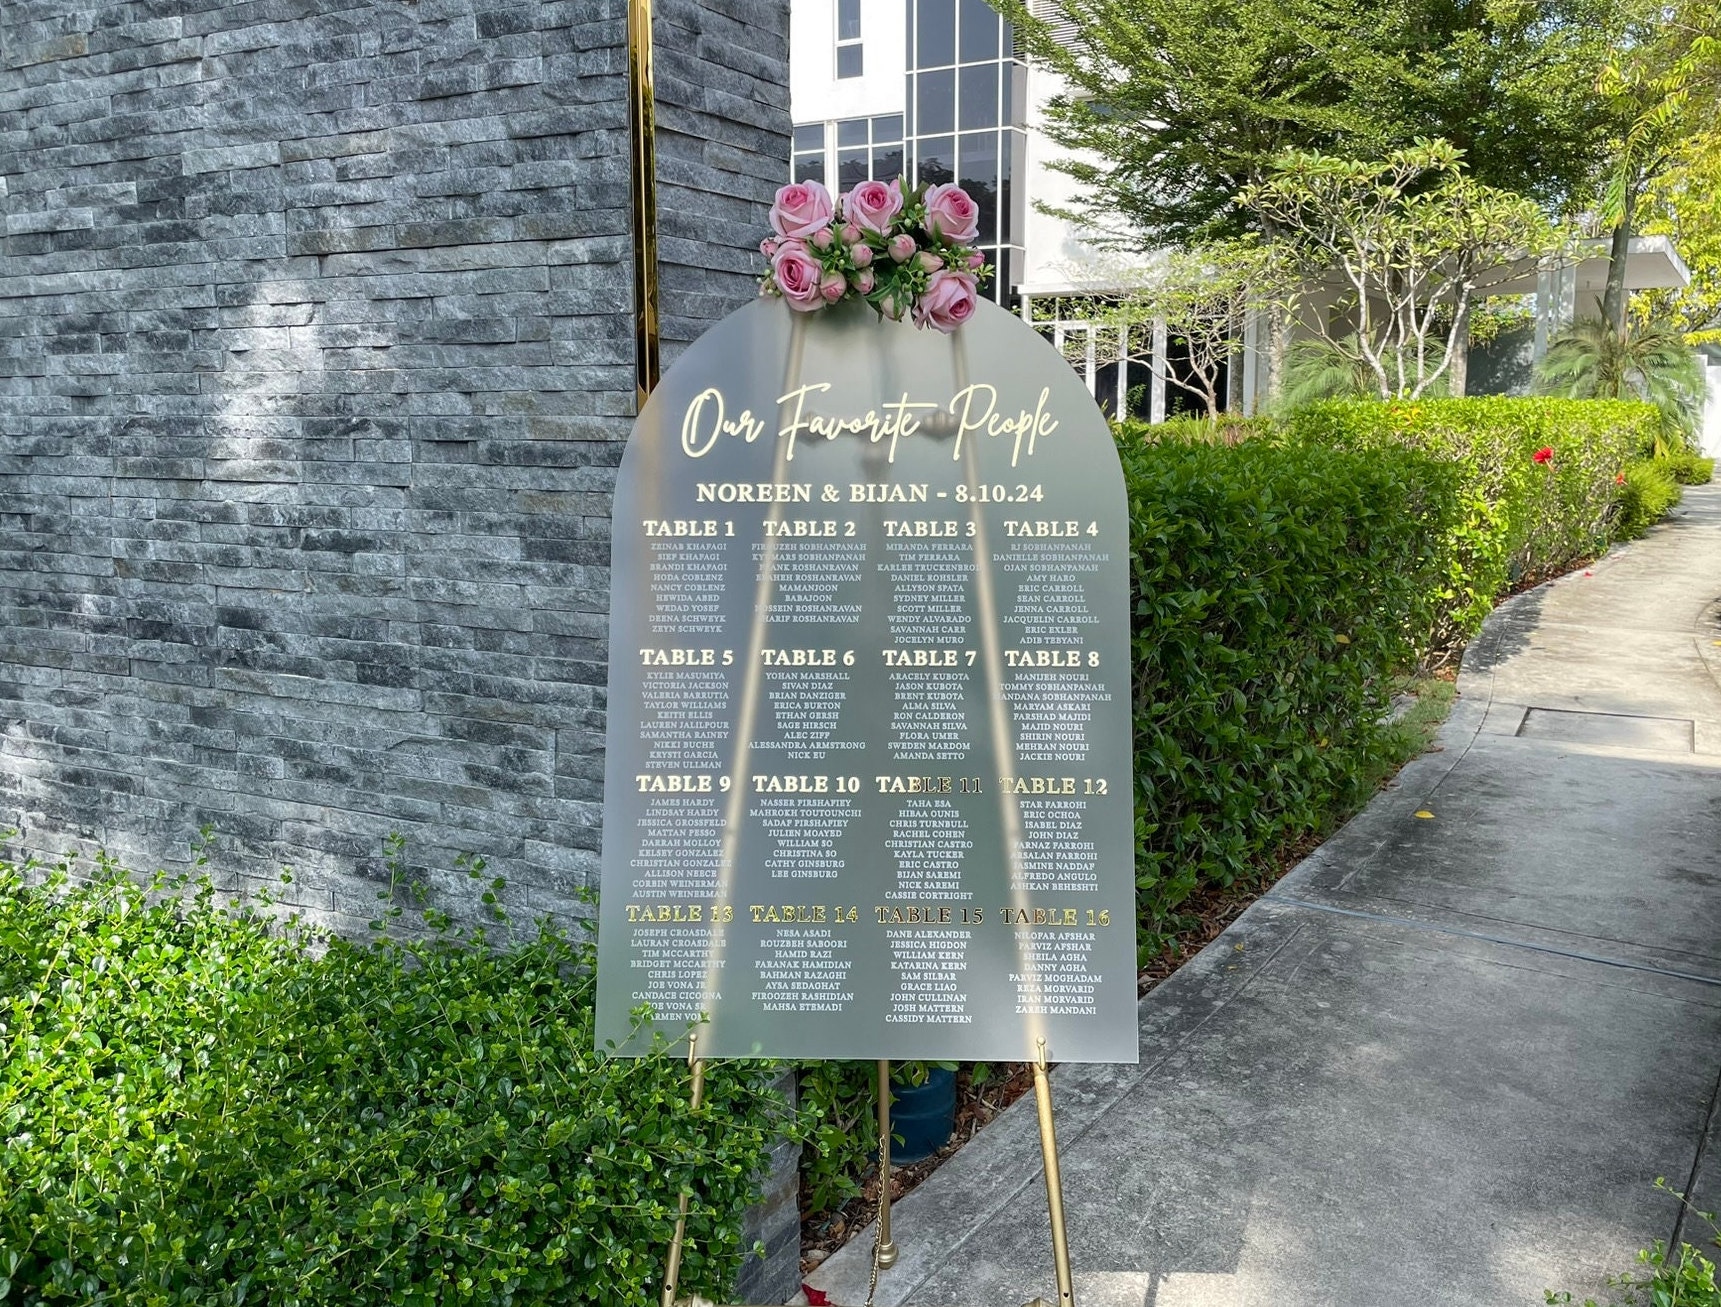 Our Favorite People
NOREEN & BIJAN - 8.10.24
TABLE 1
ZEINAB KHAFAGI
SIEF KHAFAGI
BRANDI KHAFAGI
HODA COBLENZ
NANCY COBLENZ
HEWIDA ABED
WEDAD YOSEF
DEENA SCHWEYK
ZEYN SCHWEYK
TABLE 2
SOBHANPANAH
SOBHANPANAH
ROSHANRAVAN
ROSHANRAVAN
MAMANJOON
BABAJOON
ROSHANRAVAN
ROSHANRAVAN
TABLE 3
MIRANDA FERRARA
TIM FERRARA
KARLEE TRUCKENBROD
DANIEL ROHSLER
ALLYSON SPATA
SYDNEY MILLER
SCOTT MILLER
WENDY ALVARADO
SAVANNAH CARR
JOCELYN MURO
TABLE 4
RJ SOBHANPANAH
DANIELLE SOBHANPANAH
OJAN SOBHANPANAH
AMY HARO
ERIC CARROLL
SEAN CARROLL
JENNA CARROLL
JACQUELIN CARROLL
ERIC EXLER
ADIB TEBYANI
TABLE 5
KYLIE MASUMIYA
VICTORIA JACKSON
VALERIA BARRUTIA
TAYLOR WILLIAMS
KEITH ELLIS
LAUREN JALILPOUR
SAMANTHA RAINEY
NIKKI BUCHE
KRYSTI GARCIA
STEVEN ULLMAN
TABLE 6
YOHAN MARSHALL
SIVAN DIAZ
BRIAN DANZIGER
ERICA BURTON
ETHAN GERSH
SAGE HIRSCH
ALEC ZIFF
ALESSANDRA ARMSTRONG
NICK EU
TABLE 7
ARACELY KUBOTA
JASON KUBOTA
BRENT KUBOTA
ALMA SILVA
RON CALDERON
SAVANNAH SILVA
FLORA UMER
SWEDEN MARDOM
AMANDA SETTO
TABLE 8
MANIJEH NOURI
TOMMY SOBHANPANAH
SOBHANPANAH
MARYAM ASKARI
FARSHAD MAJIDI
MAJID NOURI
SHIRIN NOURI
MEHRAN NOURI
JACKIE NOURI
TABLE 9
JAMES HARDY
LINDSAY HARDY
JESSICA GROSSFELD
MATTAN PESSO
DARRAH MOLLOY
KELSEY GONZALEZ
CHRISTIAN GONZALEZ
ALLISON NEECE
CORBIN WEINERMAN
AUSTIN WEINERMAN
TABLE 10
NASSER PIRSHAFIEY
MAHROKH TOUTOUNCHI
SADAF PIRSHAFIEY
JULIEN MOAYED
WILLIAM SO
CHRISTINA SO
CATHY GINSBURG
LEE GINSBURG
TABLE 11
TAHA ESA
HIBAA OUNIS
CHRIS TURNBULL
RACHEL COHEN
CHRISTIAN CASTRO
KAYLA TUCKER
ERIC CASTRO
BIJAN SAREMI
NICK SAREMI
CASSIE CORTRIGHT
TABLE 12
STAR FARROHI
ERIC OCHOA
ISABEL DIAZ
JOHN DIAZ
FARNAZ FARROHI
ARSALAN FARROHI
JASMINE NADDAF
ALFREDO ANGULO
ASHKAN BEHESHTI
TABLE 13
JOSEPH CROASDALE
LAURAN CROASDALE
TIM MCCARTHY
BRIDGET MCCARTHY
CHRIS LOPEZ
JOE VONA JR
CANDACE CICOGNA
JOE VONA SR
TABLE 14
NESA ASADI
ROUZBEH SABOORI
HAMID RAZI
FARANAK HAMIDIAN
BAHMAN RAZAGHI
AYSA SEDAGHAT
FIROOZEH RASHIDIAN
MAHSA ETEMADI
TABLE 15
DANE ALEXANDER
JESSICA HIGDON
WILLIAM KERN
KATARINA KERN
SAM SILBAR
GRACE LIAO
JOHN CULLINAN
JOSH MATTERN
CASSIDY MATTERN
TABLE 16
NILOFAR AFSHAR
PARVIZ AFSHAR
SHEILA AGHA
DANNY AGHA
PARVIZ MOGHADAM
REZA MORVARID
IRAN MORVARID
ZAREH MANDANI